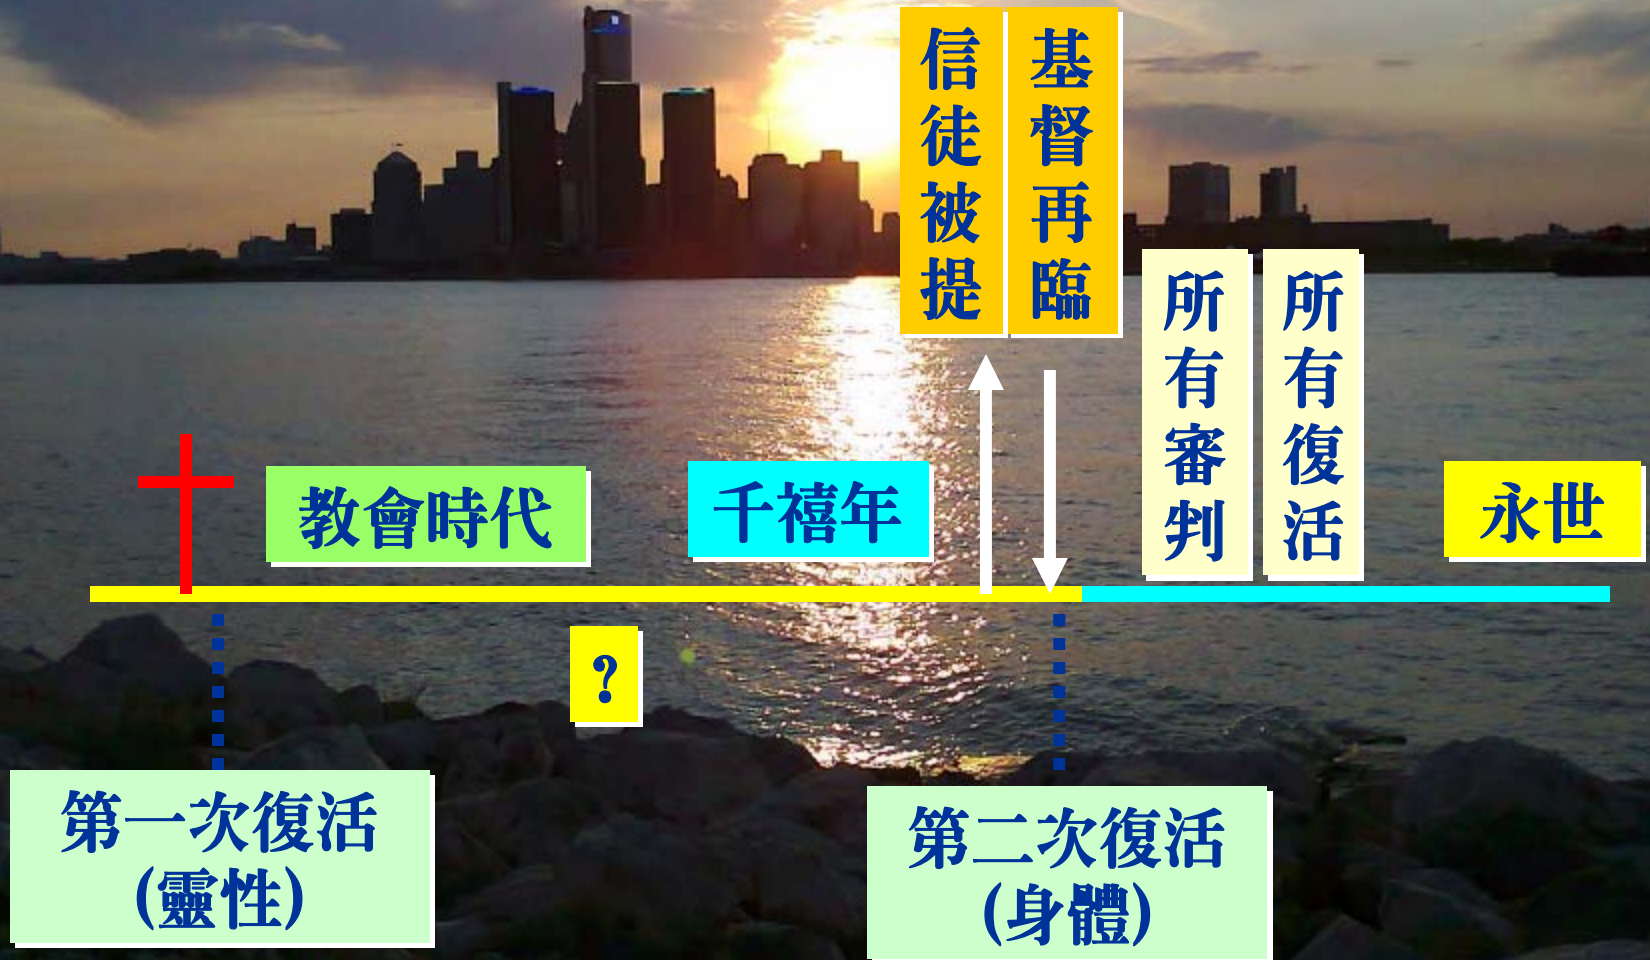 基督再臨
信徒被提
所有審判
所有復活
教會時代
千禧年
永世
?
第一次復活
(靈性)
第二次復活
(身體)